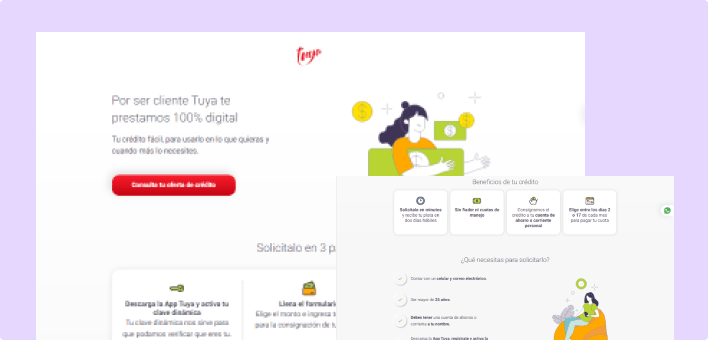 tuya
Por ser cliente Tuya te
prestamos 100% digital
Tu crédito fácil, para usarlo en lo que quieras y
cuando más lo necesites.
Consulta tu oferta de crédito
Solicítalo en 3 p
Descarga la App Tuya y activa tu
clave dinámica
Tu clave dinámica nos sirve para
que podamos verificar que eres tu.
Llena el formulari
Elige el monto e ingresa t
para la consignación de tu
Beneficios de tu crédito
Solicítalo en minutos
y recibe tu plata en
dos días hábiles
Sin fiador ni cuotas de
manejo
Consignamos el
crédito a tu cuenta de
ahorro o corriente
personal
Elige entre los días 2
o 17 de cada mes
para pagar tu cuota
¿Qué necesitas para solicitarlo?
Contar con un celular y correo electrónico.
Ser mayor de 25 años.
Debes tener una cuenta de ahorros o
corriente a tu nombre.
Descarga la App Tuya, regístrate y activa la